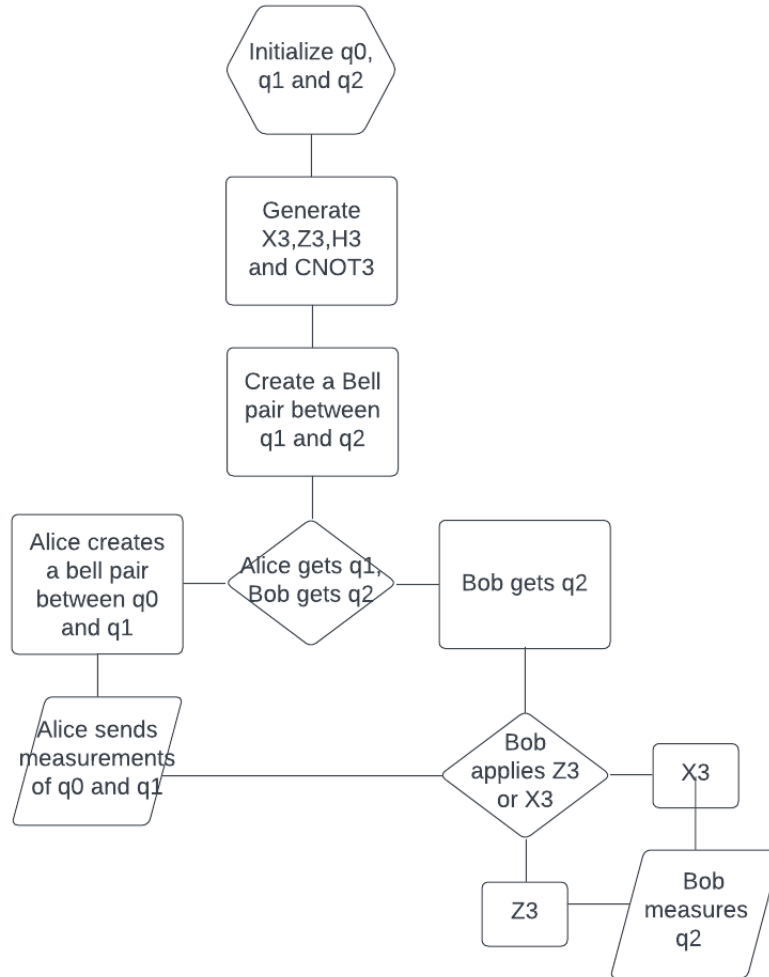 Initialize q0,
q1 and q2
Generate
X3,Z3,H3
and CNOT3
Create a Bell
pair between
q1 and q2
Alice gets q1,
Bob gets q2
Alice creates
a bell pair
between q0
and q1
Bob gets q2
Alice sends
measurements
of q0 and q1
Bob
applies Z3
or X3
X3
Z3
Bob
measures
q2